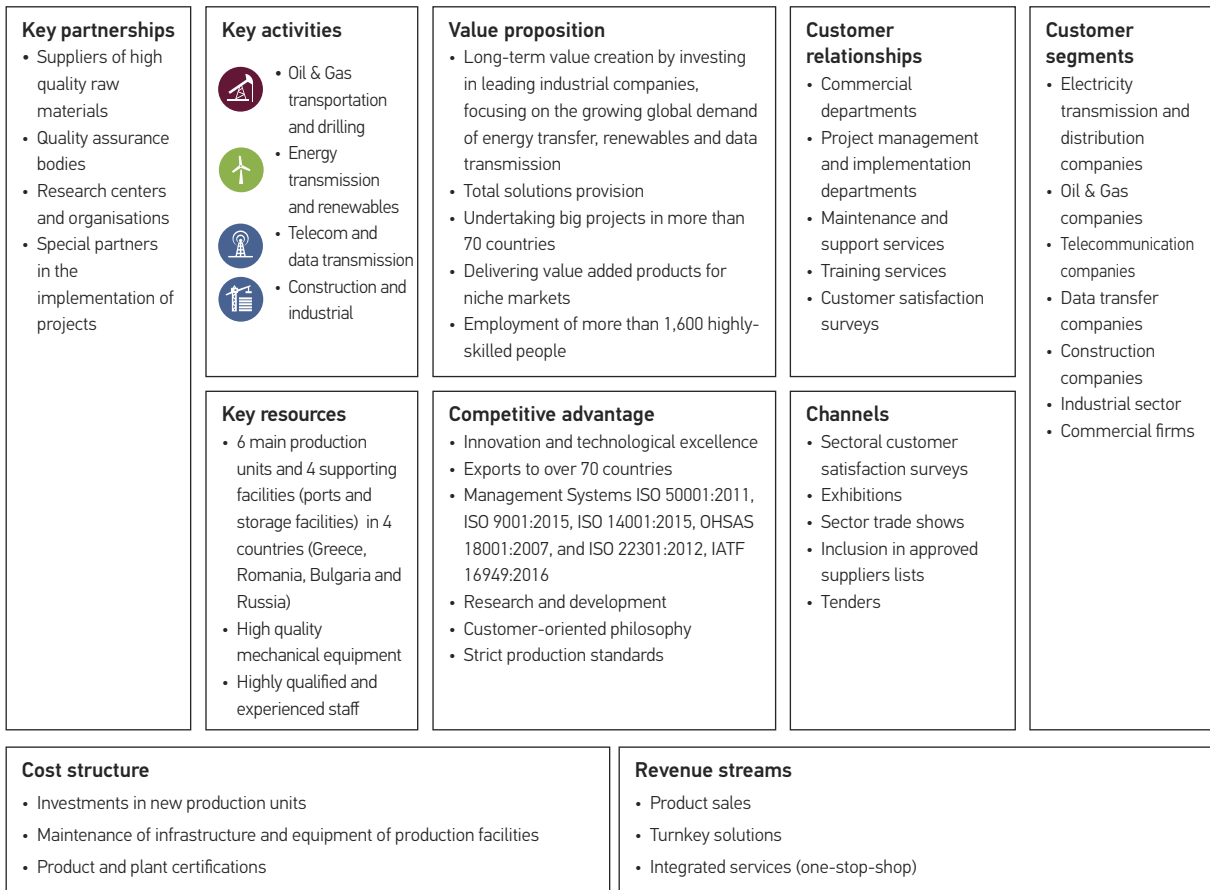 Key partnerships
• Suppliers of high
quality raw
materials
• Quality assurance
bodies
• Research centers
and organisations
• Special partners
in the
implementation of
projects
Key activities
• Oil & Gas
transportation
and drilling
• Energy
transmission
and renewables
• Telecom and
data transmission
• Construction and
industrial
Value proposition
• Long-term value creation by investing
in leading industrial companies,
focusing on the growing global demand
of energy transfer, renewables and data
transmission
• Total solutions provision
• Undertaking big projects in more than
70 countries
• Delivering value added products for
niche markets
• Employment of more than 1,600 highly-
skilled people
Customer
relationships
• Commercial
departments
• Project management
and implementation
departments
• Maintenance and
support services
• Training services
• Customer satisfaction
surveys
Customer
segments
• Electricity
transmission and
distribution
companies
• Oil & Gas
companies
• Telecommunication
companies
• Data transfer
companies
• Construction
companies
• Industrial sector
• Commercial firms
Key resources
• 6 main production
units and 4 supporting
facilities (ports and
storage facilities) in 4
countries (Greece,
Romania, Bulgaria and
Russia)
• High quality
mechanical equipment
• Highly qualified and
experienced staff
Competitive advantage
• Innovation and technological excellence
• Exports to over 70 countries
• Management Systems ISO 50001:2011,
ISO 9001:2015, ISO 14001:2015, OHSAS
18001:2007, and ISO 22301:2012, IATF
16949:2016
• Research and development
• Customer-oriented philosophy
• Strict production standards
Channels
• Sectoral customer
satisfaction surveys
• Exhibitions
• Sector trade shows
• Inclusion in approved
suppliers lists
• Tenders
Cost structure
• Investments in new production units
• Maintenance of infrastructure and equipment of production facilities
• Product and plant certifications
Revenue streams
• Product sales
• Turnkey solutions
• Integrated services (one-stop-shop)